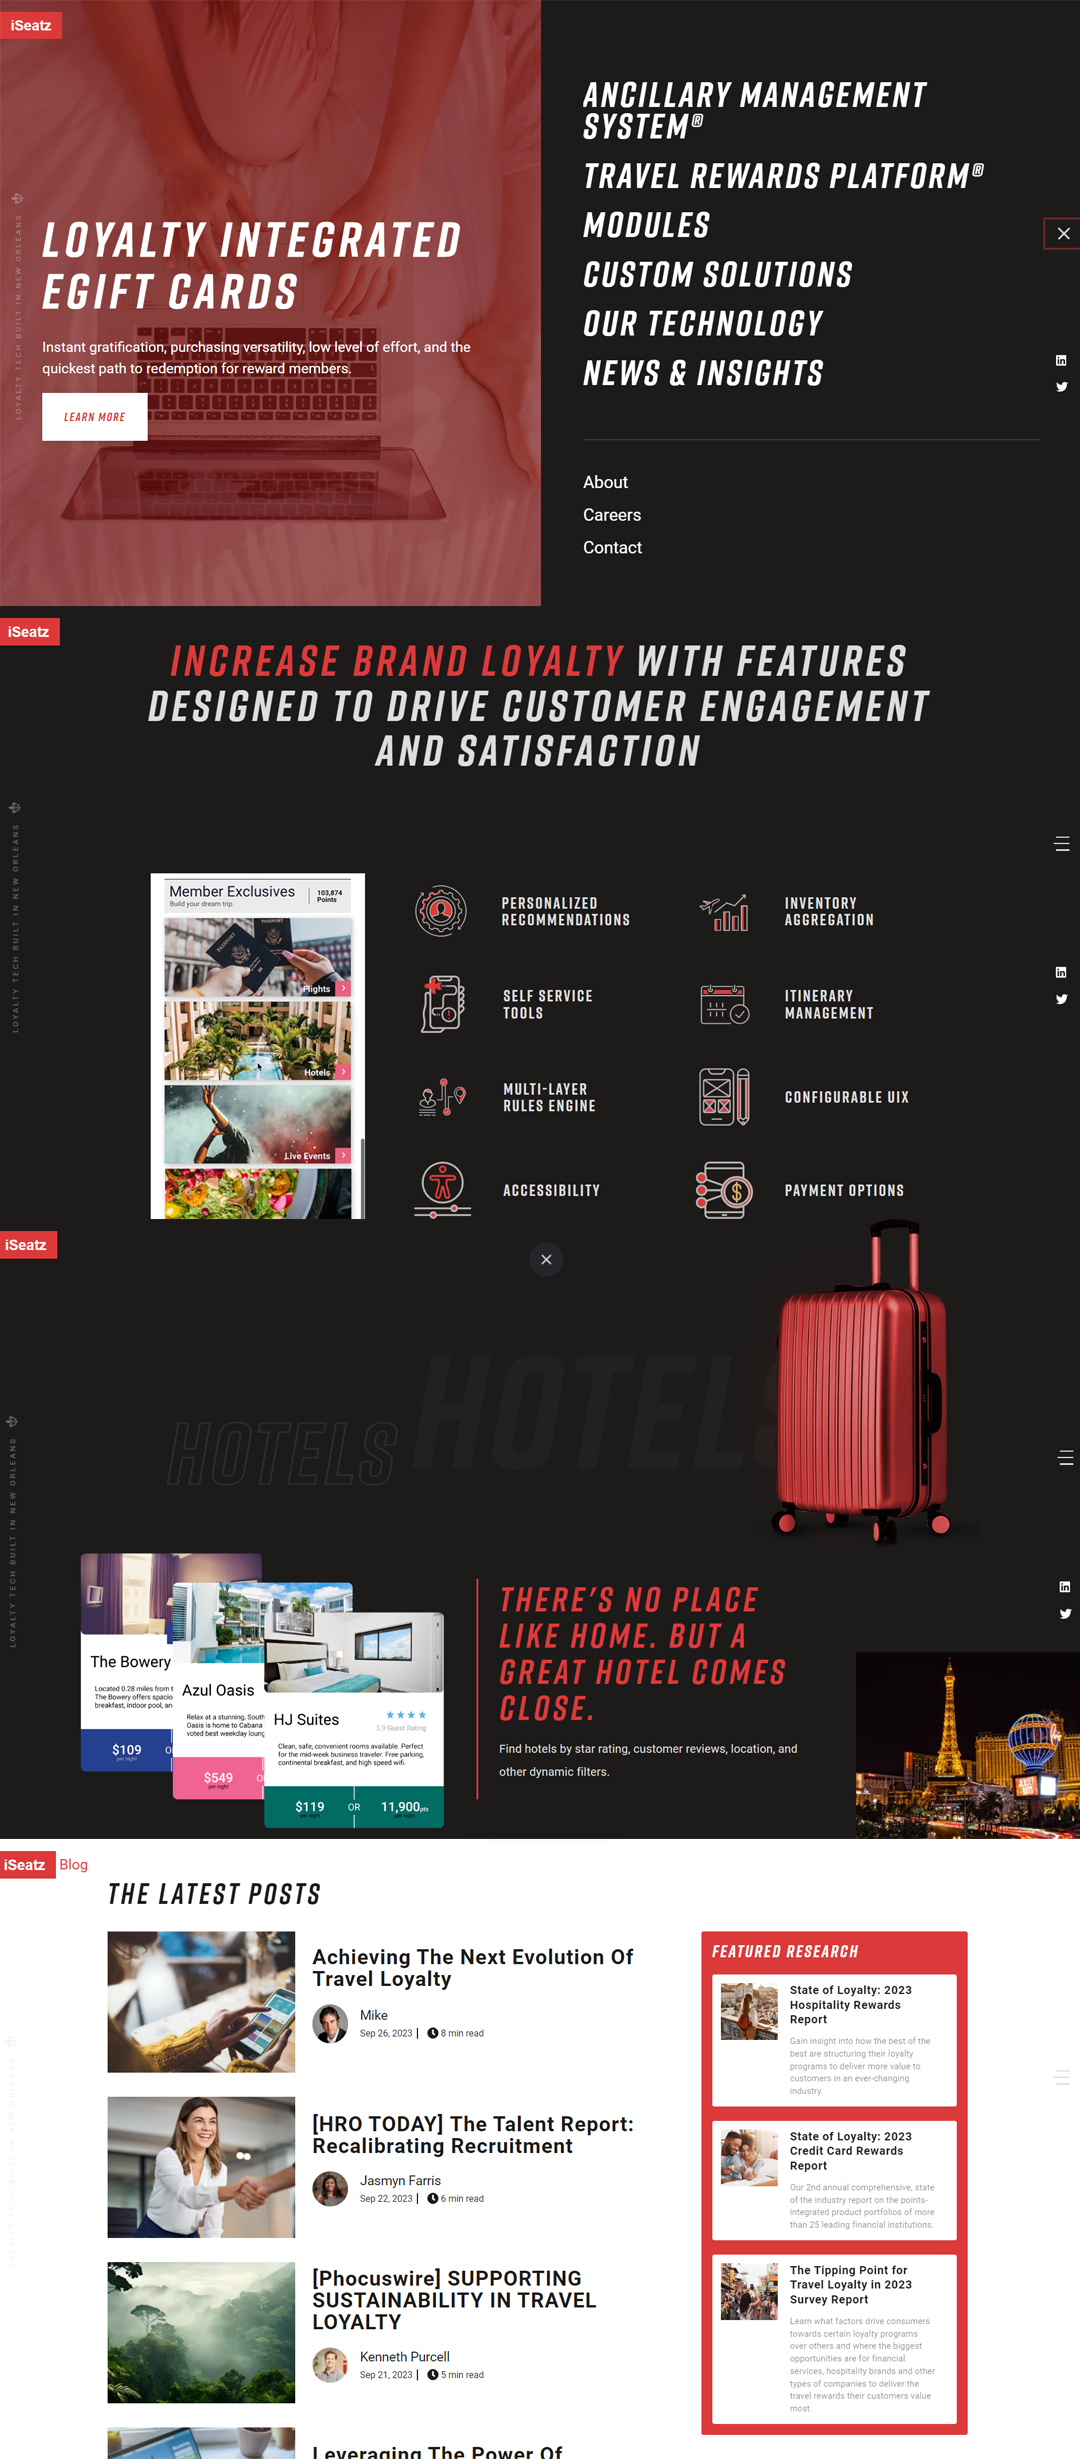 iSeatz
LOYALTY TECH BUILT IN NEW ORLEANS
LOYALTY INTEGRATED
EGIFT CARDS
Instant gratification, purchasing versatility, low level of effort, and the
quickest path to redemption for reward members.
LEARN MORE
ANCILLARY MANAGEMENT
SYSTEM®
TRAVEL REWARDS PLATFORM®
MODULES
CUSTOM SOLUTIONS
OUR TECHNOLOGY
NEWS & INSIGHTS
About
Careers
Contact
iSeatz
INCREASE BRAND LOYALTY WITH FEATURES
DESIGNED TO DRIVE CUSTOMER ENGAGEMENT
AND SATISFACTION
LOYALTY TECH BUILT IN NEW ORLEANS
Member Exclusives
Build your dream trip.
103,874
Points
PASSPORT
PASSPORT
Flights
Hotels
Live Events
PERSONALIZED
RECOMMENDATIONS
INVENTORY
AGGREGATION
SELF SERVICE
TOOLS
ITINERARY
MANAGEMENT
MULTI-LAYER
RULES ENGINE
CONFIGURABLE UIX
ACCESSIBILITY
PAYMENT OPTIONS
iSeatz
LOYALTY TECH BUILT IN NEW ORLEANS
HOTELS
HOTELS
The Bowery
Located 0.28 miles from
The Bowery offers
breakfast, indoor pool,
$109
per night
Azul Oasis
Relax at a stunning, South
Oasis is home to Cabana
voted best weekday
$549
per night
HJ Suites
3.9 Guest Rating
Clean, safe, convenient rooms available. Perfect
for the mid-week business traveler. Free parking,
continental breakfast, and high speed wifi.
$119
per night
OR
11,900pts
per night
THERE'S NO PLACE
LIKE HOME. BUT A
GREAT HOTEL COMES
CLOSE.
Find hotels by star rating, customer reviews, location, and
other dynamic filters.
iSeatz Blog
LOYALTY TECH BUILT IN NEW ORLEANS
THE LATEST POSTS
Achieving The Next Evolution Of
Travel Loyalty
Mike
Sep 26, 2023 | 8 min read
[HRO TODAY] The Talent Report:
Recalibrating Recruitment
Jasmyn Farris
Sep 22, 2023 | 6 min read
[Phocuswire] SUPPORTING
SUSTAINABILITY IN TRAVEL
LOYALTY
Kenneth Purcell
Sep 21, 2023 | 5 min read
Leveraging The Power Of
FEATURED RESEARCH
State of Loyalty: 2023
Hospitality Rewards
Report
Gain insight into how the best of the
best are structuring their loyalty
programs to deliver more value to
customers in an ever-changing
industry.
State of Loyalty: 2023
Credit Card Rewards
Report
Our 2nd annual comprehensive, state
of the industry report on the points-
integrated product portfolios of more
than 25 leading financial institutions.
The Tipping Point for
Travel Loyalty in 2023
Survey Report
Learn what factors drive consumers
towards certain loyalty programs
over others and where the biggest
opportunities are for financial
services, hospitality brands and other
types of companies to deliver the
travel rewards their customers value
most.